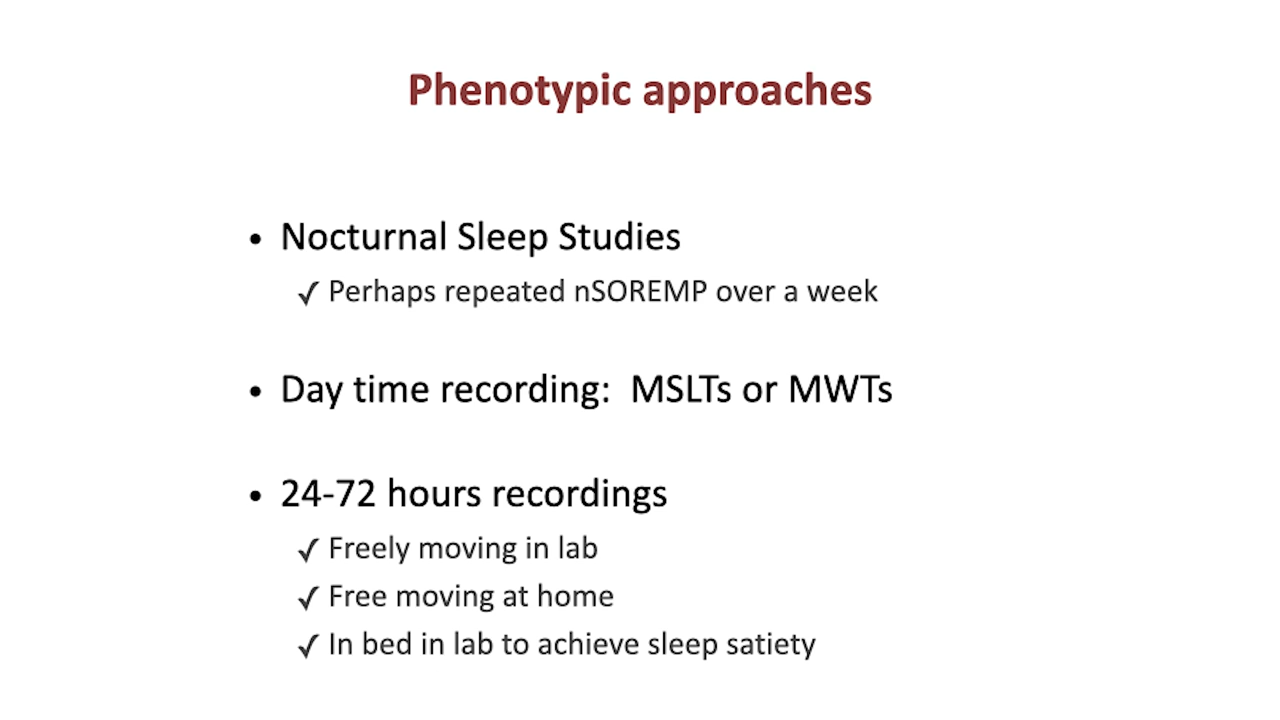 Phenotypic approaches
• Nocturnal Sleep Studies
✓ Perhaps repeated nSOREMP over a week
• Day time recording:  MSLTs or MWTs
• 24-72 hours recordings
✓ Freely moving in lab
✓ Free moving at home
✓ In bed in lab to achieve sleep satiety